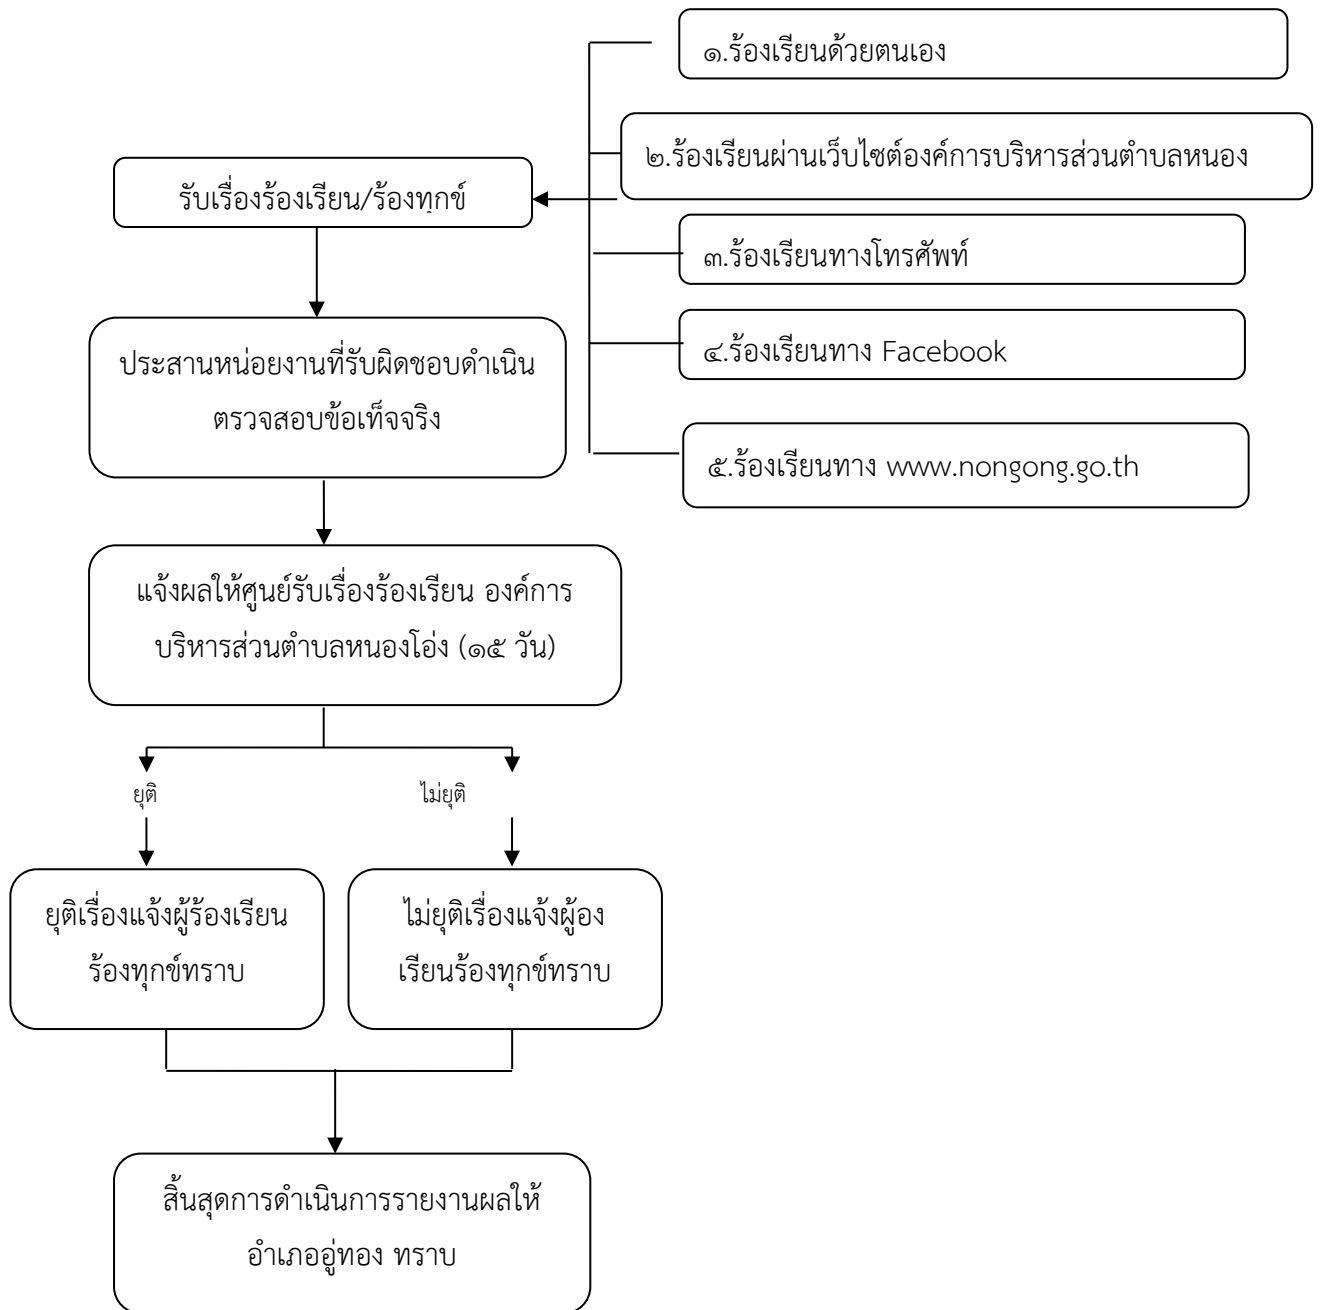 ๑.ร้องเรียนด้วยตนเอง
๒.ร้องเรียนผ่านเว็บไซต์องค์การบริหารส่วนตำบลหนอง
รับเรื่องร้องเรียน/ร้องทุกข์
๓.ร้องเรียนทางโทรศัพท์
๔.ร้องเรียนทาง Facebook
๕.ร้องเรียนทาง www.nongong.go.th
ประสานหน่อยงานที่รับผิดชอบดำเนิน
ตรวจสอบข้อเท็จจริง
แจ้งผลให้ศูนย์รับเรื่องร้องเรียน องค์การ
บริหารส่วนตำบลหนองโอ่ง (๑๕ วัน)
ยุติ
ไม่ยุติ
ยุติเรื่องแจ้งผู้ร้องเรียน
ร้องทุกข์ทราบ
ไม่ยุติเรื่องแจ้งผู้อง
เรียนร้องทุกข์ทราบ
สิ้นสุดการดำเนินการรายงานผลให้
อำเภออู่ทอง ทราบ